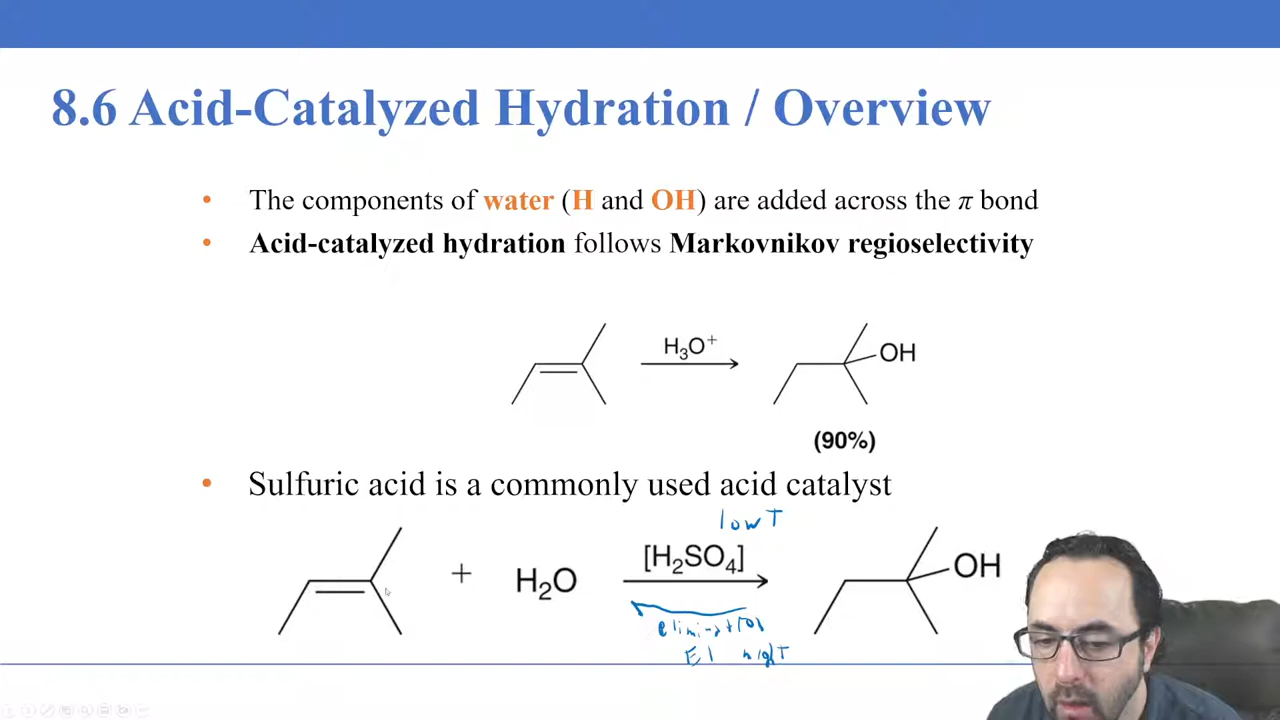 8.6 Acid-Catalyzed Hydration / Overview
• The components of water (H and OH) are added across the π bond
• Acid-catalyzed hydration follows Markovnikov regioselectivity
H₃O⁺
OH
(90%)
• Sulfuric acid is a commonly used acid catalyst
low T
+ H₂O
[H₂SO₄]
OH
elimination
E1 high T